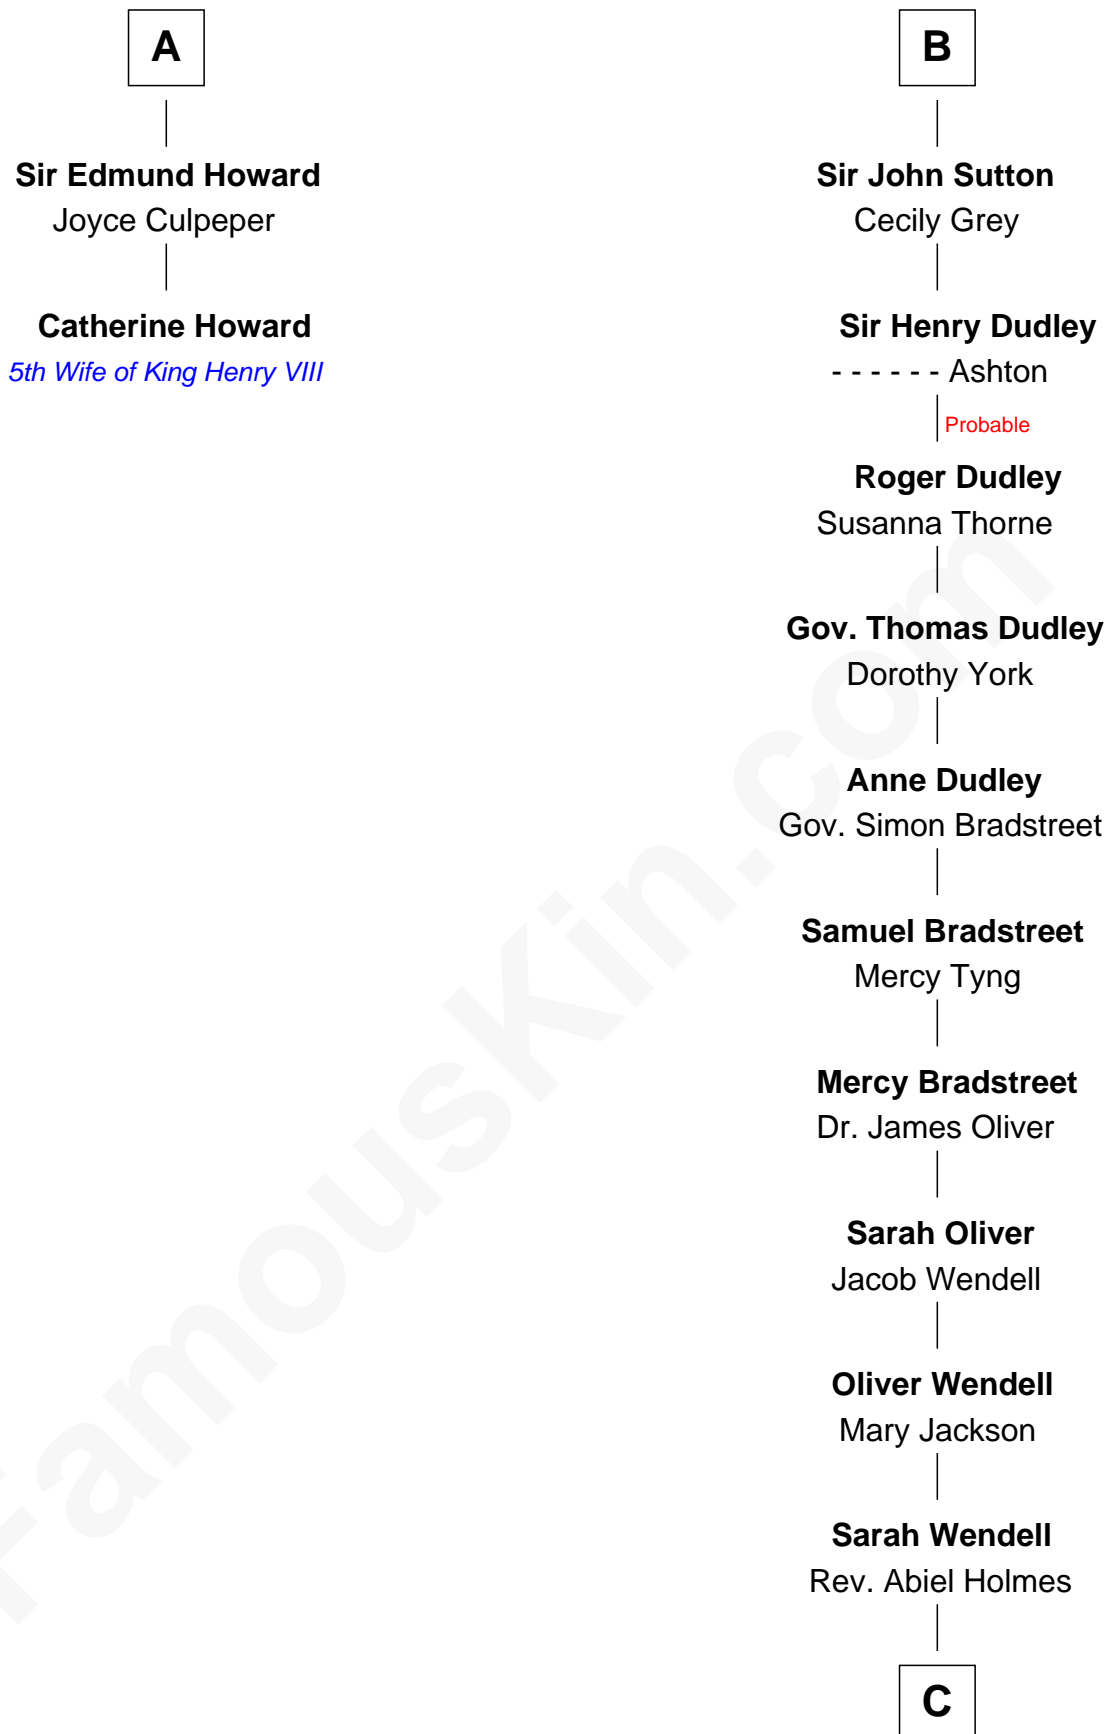 A
Sir Edmund Howard
Joyce Culpeper
Catherine Howard
5th Wife of King Henry VIII
B
Sir John Sutton
Cecily Grey
Sir Henry Dudley
- - - - - - Ashton
Probable
Roger Dudley
Susanna Thorne
Gov. Thomas Dudley
Dorothy York
Anne Dudley
Gov. Simon Bradstreet
Samuel Bradstreet
Mercy Tyng
Mercy Bradstreet
Dr. James Oliver
Sarah Oliver
Jacob Wendell
Oliver Wendell
Mary Jackson
Sarah Wendell
Rev. Abiel Holmes
C
FamousKin.com